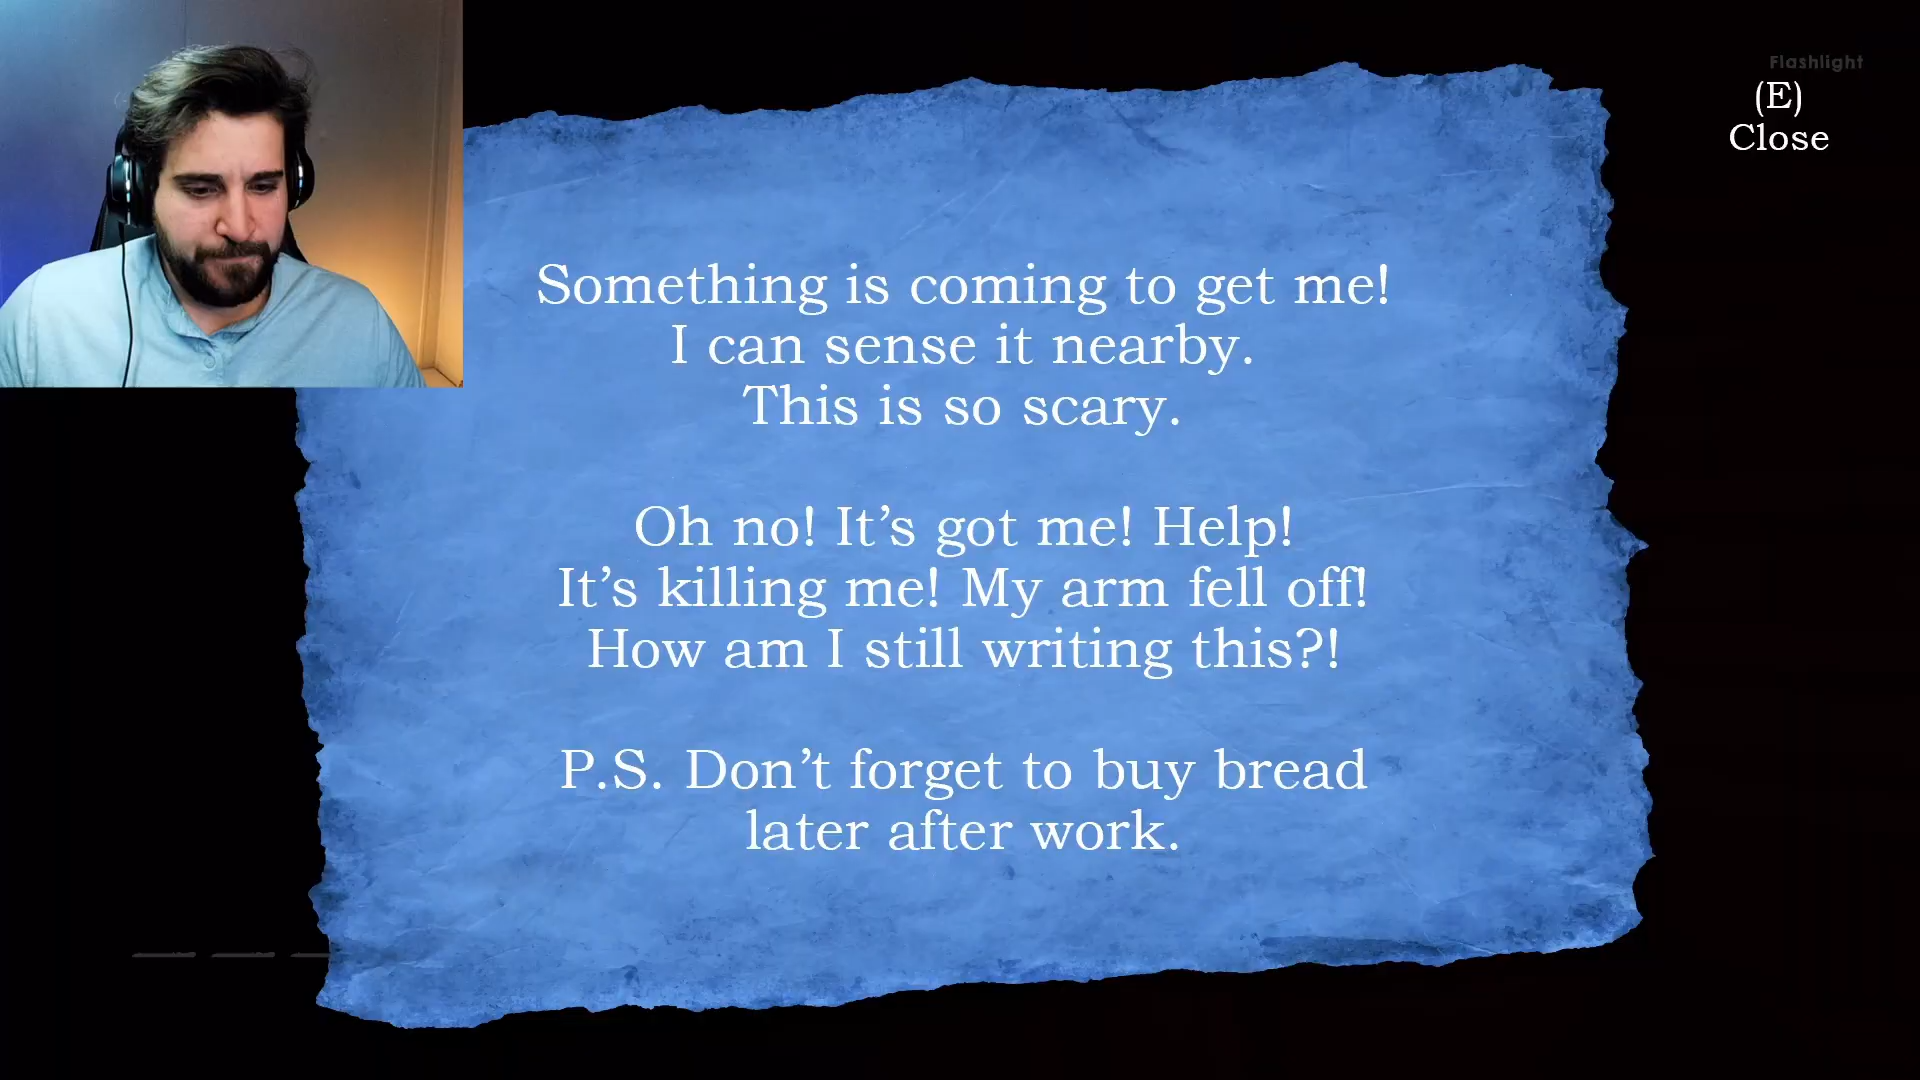 Flashlight
(E)
Close
Something is coming to get me!
I can sense it nearby.
This is so scary.
Oh no! It's got me! Help!
It's killing me! My arm fell off!
How am I still writing this?!
P.S. Don't forget to buy bread
later after work.